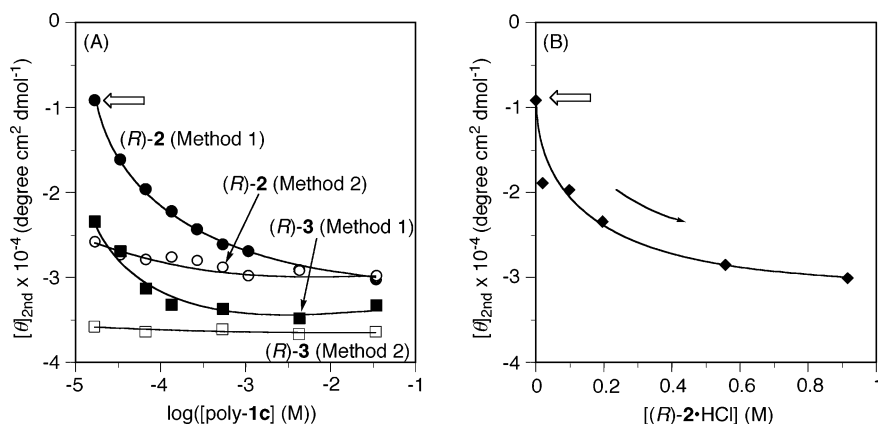 (A)
0
-1
-2
-3
-4
[θ]2nd x 10-4 (degree cm2 dmol-1)
(R)-2 (Method 1)
(R)-2 (Method 2)
(R)-3 (Method 1)
(R)-3 (Method 2)
-5 -4 -3 -2 -1
log([poly-1c] (M))
(B)
0
-1
-2
-3
-4
[θ]2nd x 10-4 (degree cm2 dmol-1)
0 0.2 0.4 0.6 0.8 1
[(R)-2•HCl] (M)